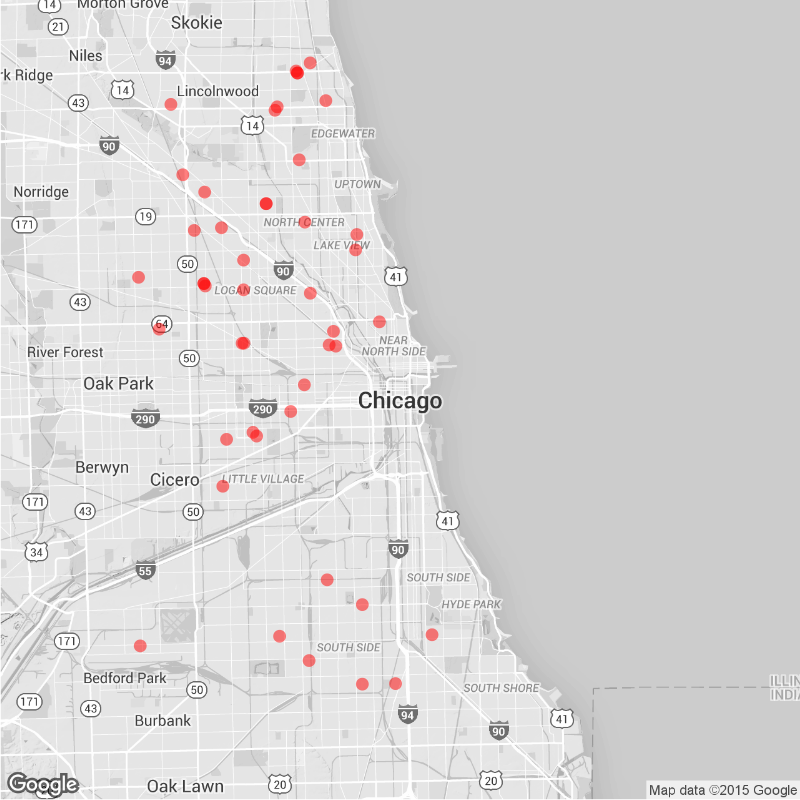 14
Morton Grove
21
Skokie
Niles
94
rk Ridge
14
Lincolnwood
43
14
EDGEWATER
90
UPTOWN
Norridge
19
171
NORTH CENTER
LAKE VIEW
50
90
41
LOGAN SQUARE
43
64
NEAR
NORTH SIDE
River Forest
50
Oak Park
290
290
Chicago
Berwyn
Cicero
LITTLE VILLAGE
171
43
50
41
34
90
55
SOUTH SIDE
HYDE PARK
171
SOUTH SIDE
Bedford Park
50
SOUTH SHORE
ILLIN
INDIA
171
43
Burbank
94
41
90
Google
Oak Lawn
20
20
Map data ©2015 Google